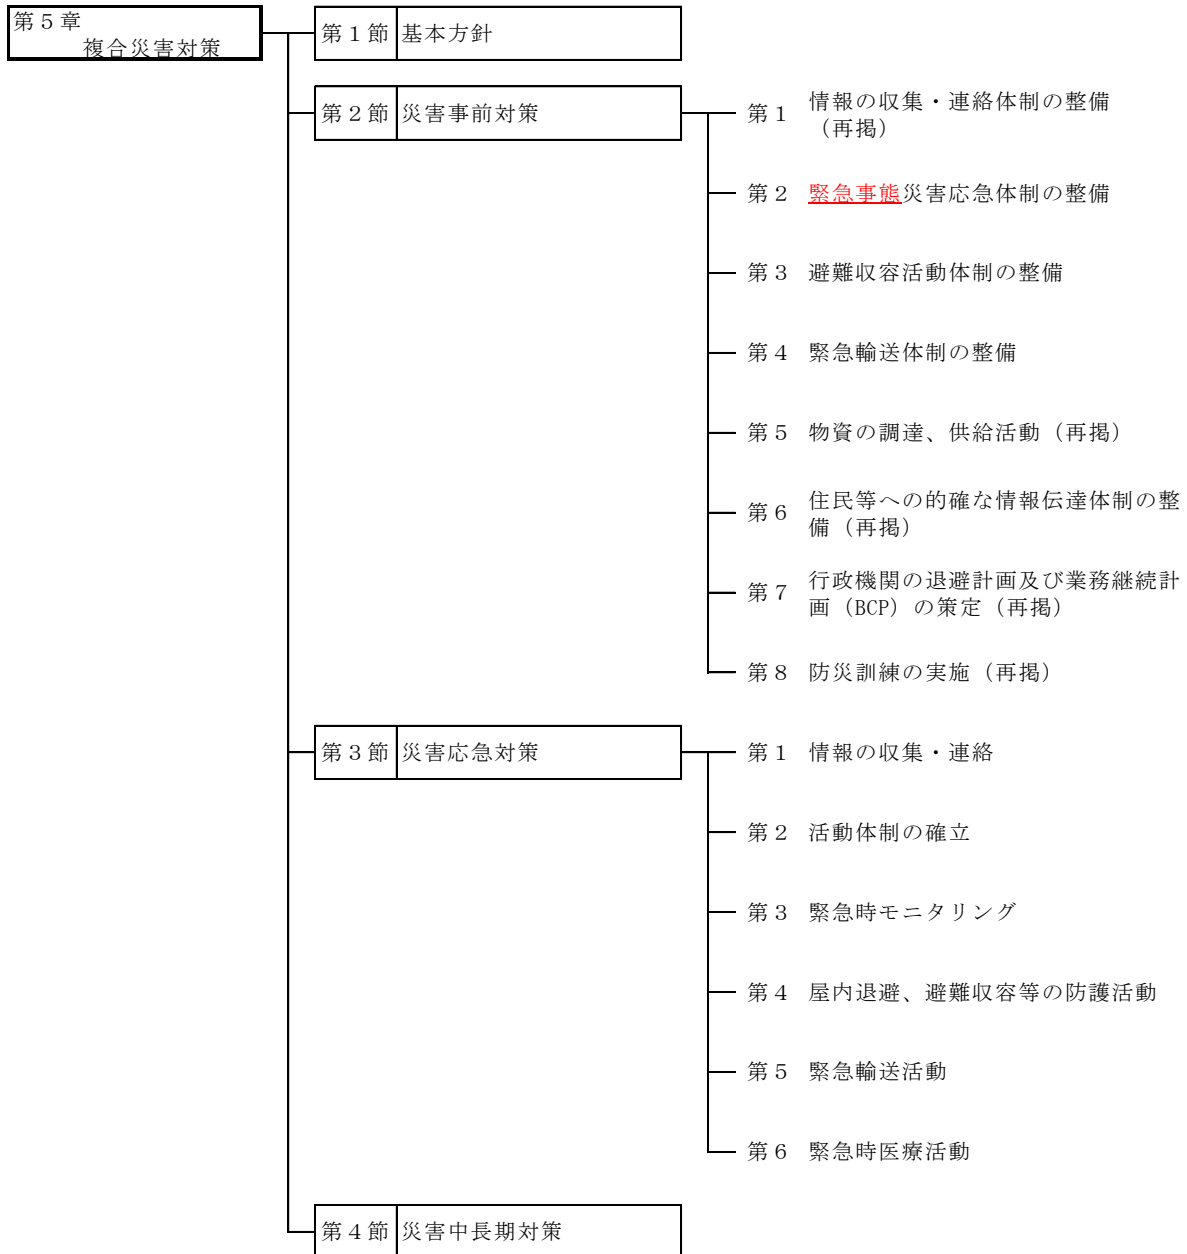 第５章
複合災害対策
第１節 基本方針
第２節 災害事前対策
第１ 情報の収集・連絡体制の整備
（再掲）
第２ 緊急事態災害応急体制の整備
第３ 避難収容活動体制の整備
第４ 緊急輸送体制の整備
第５ 物資の調達、供給活動（再掲）
第６ 住民等への的確な情報伝達体制の整
備（再掲）
第７ 行政機関の退避計画及び業務継続計
画（BCP）の策定（再掲）
第８ 防災訓練の実施（再掲）
第３節 災害応急対策
第１ 情報の収集・連絡
第２ 活動体制の確立
第３ 緊急時モニタリング
第４ 屋内退避、避難収容等の防護活動
第５ 緊急輸送活動
第６ 緊急時医療活動
第４節 災害中長期対策